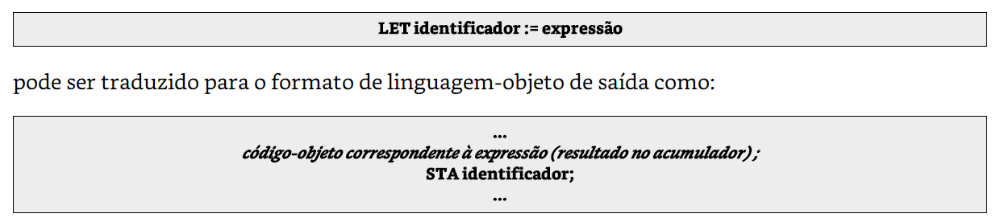 LET identificador := expressão
pode ser traduzido para o formato de linguagem-objeto de saída como:
...
código-objeto correspondente à expressão (resultado no acumulador);
STA identificador;
...